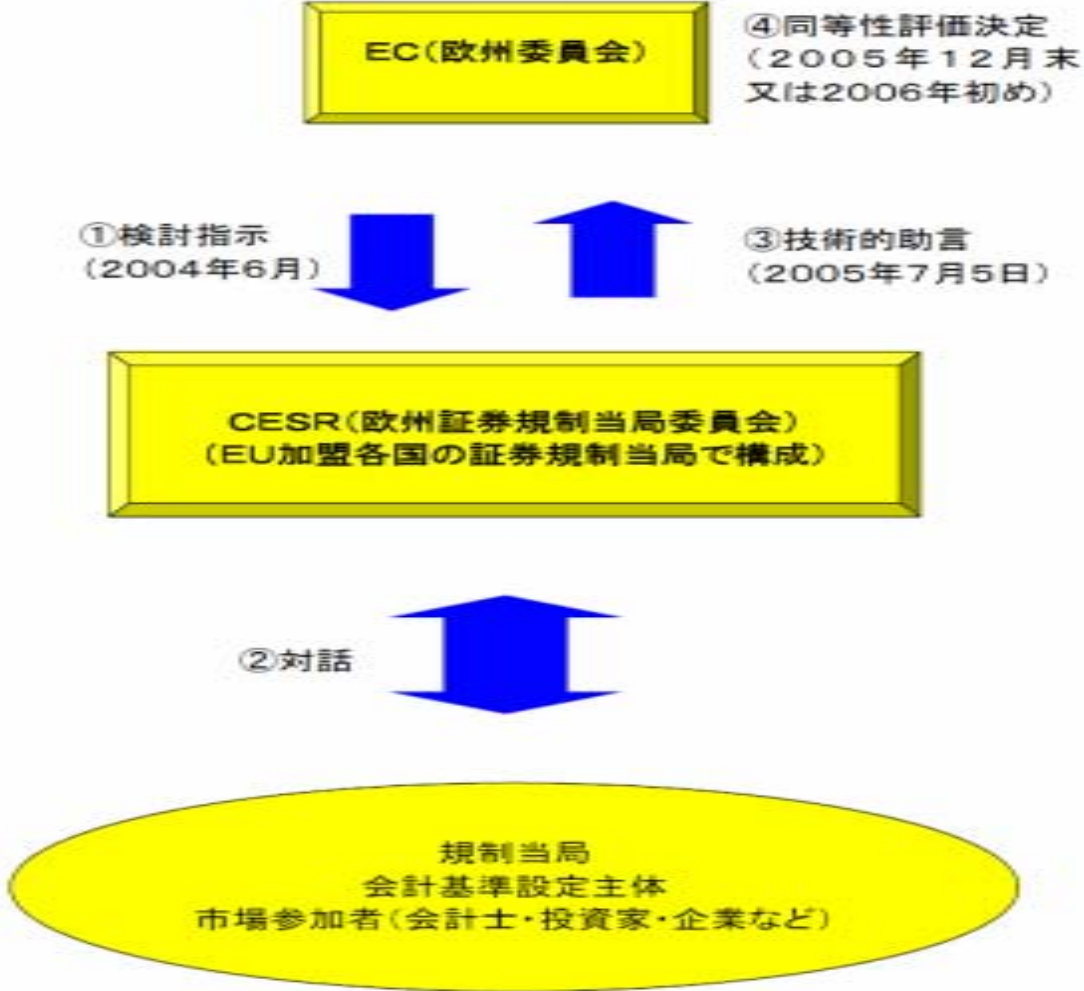 EC(欧州委員会)
④同等性評価決定
(2005年12月末
又は2006年初め)
①検討指示
(2004年6月)
③技術的助言
(2005年7月5日)
CESR(欧州証券規制当局委員会)
(EU加盟各国の証券規制当局で構成)
②対話
規制当局
会計基準設定主体
市場参加者(会計士・投資家・企業など)